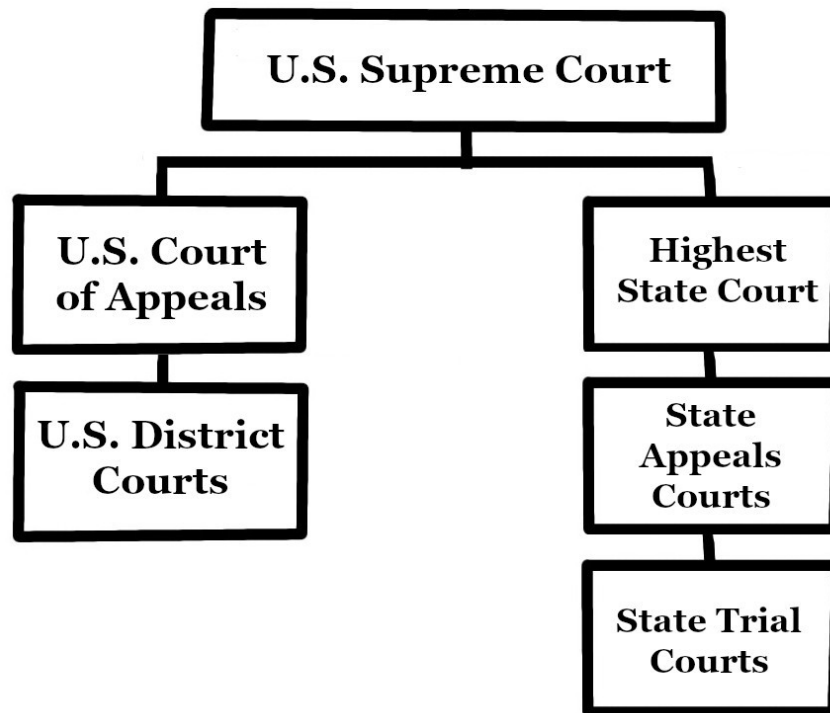 U.S. Supreme Court
U.S. Court
of Appeals
U.S. District
Courts
Highest
State Court
State
Appeals
Courts
State Trial
Courts